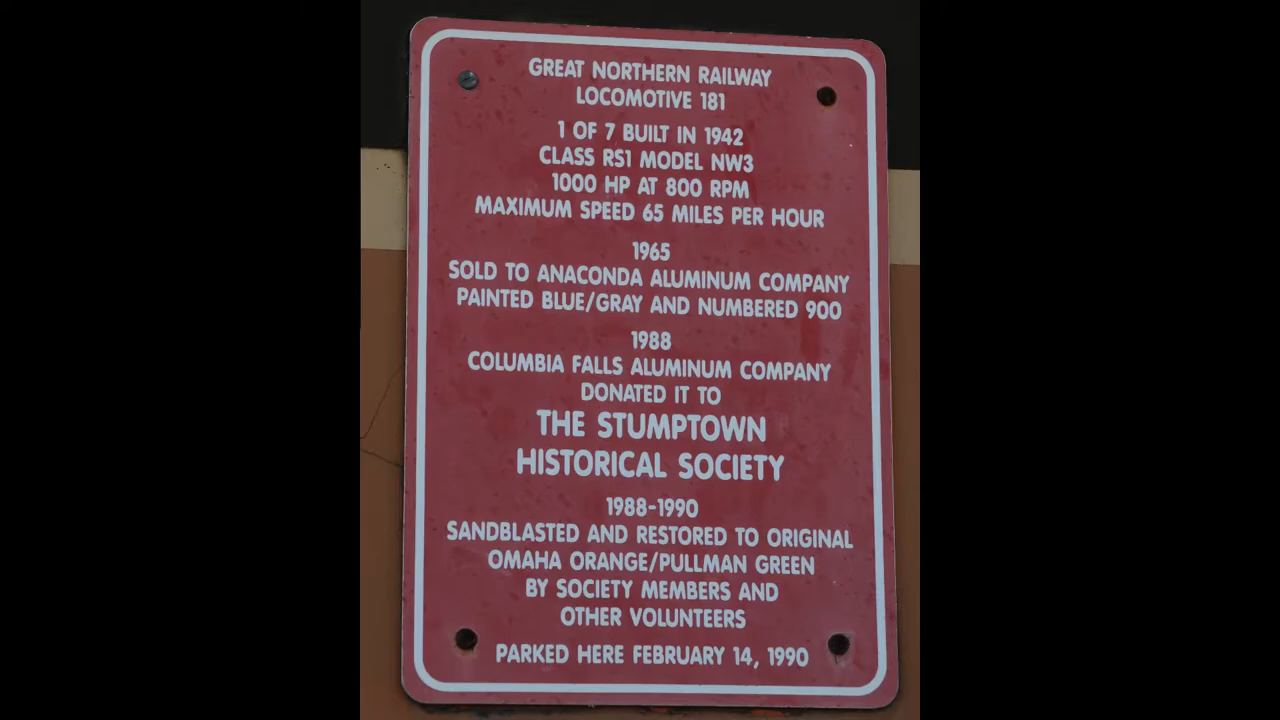 GREAT NORTHERN RAILWAY
LOCOMOTIVE 181
1 OF 7 BUILT IN 1942
CLASS RS1 MODEL NW3
1000 HP AT 800 RPM
MAXIMUM SPEED 65 MILES PER HOUR
1965
SOLD TO ANACONDA ALUMINUM COMPANY
PAINTED BLUE/GRAY AND NUMBERED 900
1988
COLUMBIA FALLS ALUMINUM COMPANY
DONATED IT TO
THE STUMPTOWN
HISTORICAL SOCIETY
1988-1990
SANDBLASTED AND RESTORED TO ORIGINAL
OMAHA ORANGE/PULLMAN GREEN
BY SOCIETY MEMBERS AND
OTHER VOLUNTEERS
PARKED HERE FEBRUARY 14, 1990